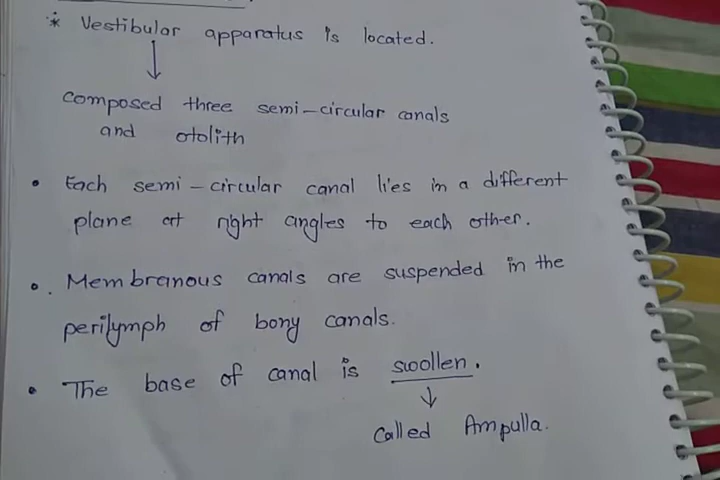 * Vestibular apparatus is located.
↓
composed three semi-circular canals
and otolith
• Each semi-circular canal lies in a different
plane at right angles to each other.
• Membranous canals are suspended in the
perilymph of bony canals.
• The base of canal is swollen.
↓
called Ampulla.